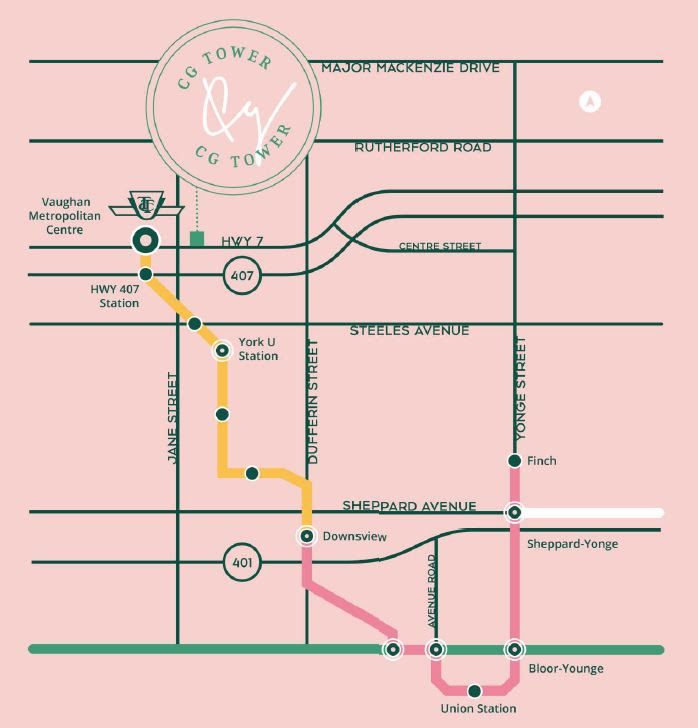 CG TOWER
Cg
CG TOWER
MAJOR MACKENZIE DRIVE
RUTHERFORD ROAD
Vaughan
Metropolitan
Centre
TTC
HWY 7
CENTRE STREET
407
HWY 407
Station
STEELES AVENUE
York U
Station
JANE STREET
DUFFERIN STREET
YONGE STREET
Finch
SHEPPARD AVENUE
Downsview
Sheppard-Yonge
401
AVENUE ROAD
Bloor-Younge
Union Station